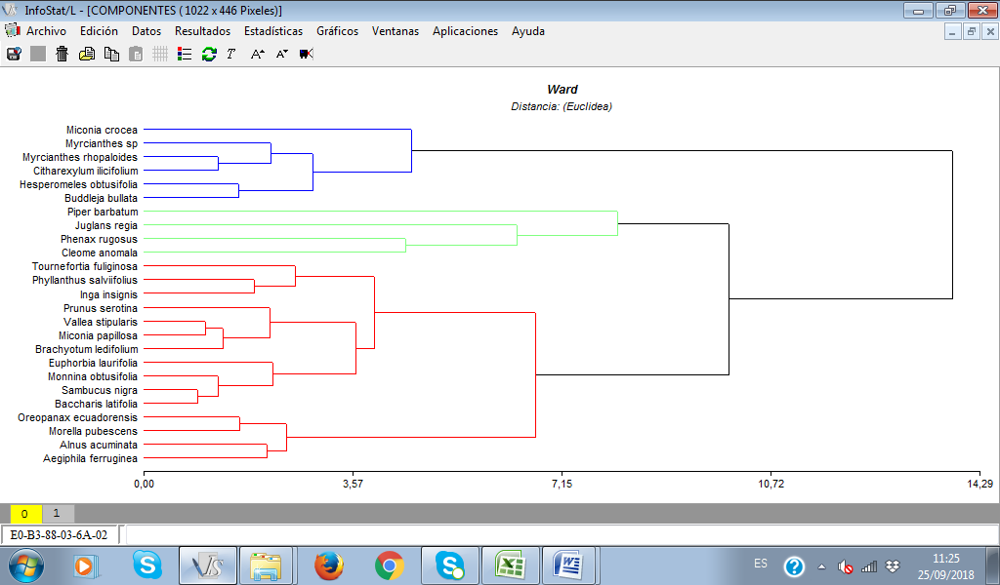 InfoStat/L - [COMPONENTES ( 1022 x 446 Pixeles)]
Archivo Edición Datos Resultados Estadísticas Gráficos Ventanas Aplicaciones Ayuda
Ward
Distancia: (Euclidea)
Miconia crocea
Myrcianthes sp
Myrcianthes rhopaloides
Citharexylum ilicifolium
Hesperomeles obtusifolia
Buddleja bullata
Piper barbatum
Juglans regia
Phenax rugosus
Cleome anomala
Tournefortia fuliginosa
Phyllanthus salviifolius
Inga insignis
Prunus serotina
Vallea stipularis
Miconia papillosa
Brachyotum ledifolium
Euphorbia laurifolia
Monnina obtusifolia
Sambucus nigra
Baccharis latifolia
Oreopanax ecuadorensis
Morella pubescens
Alnus acuminata
Aegiphila ferruginea
0,00 3,57 7,15 10,72 14,29
0 1
E0-B3-88-03-6A-02
ES
11:25
25/09/2018